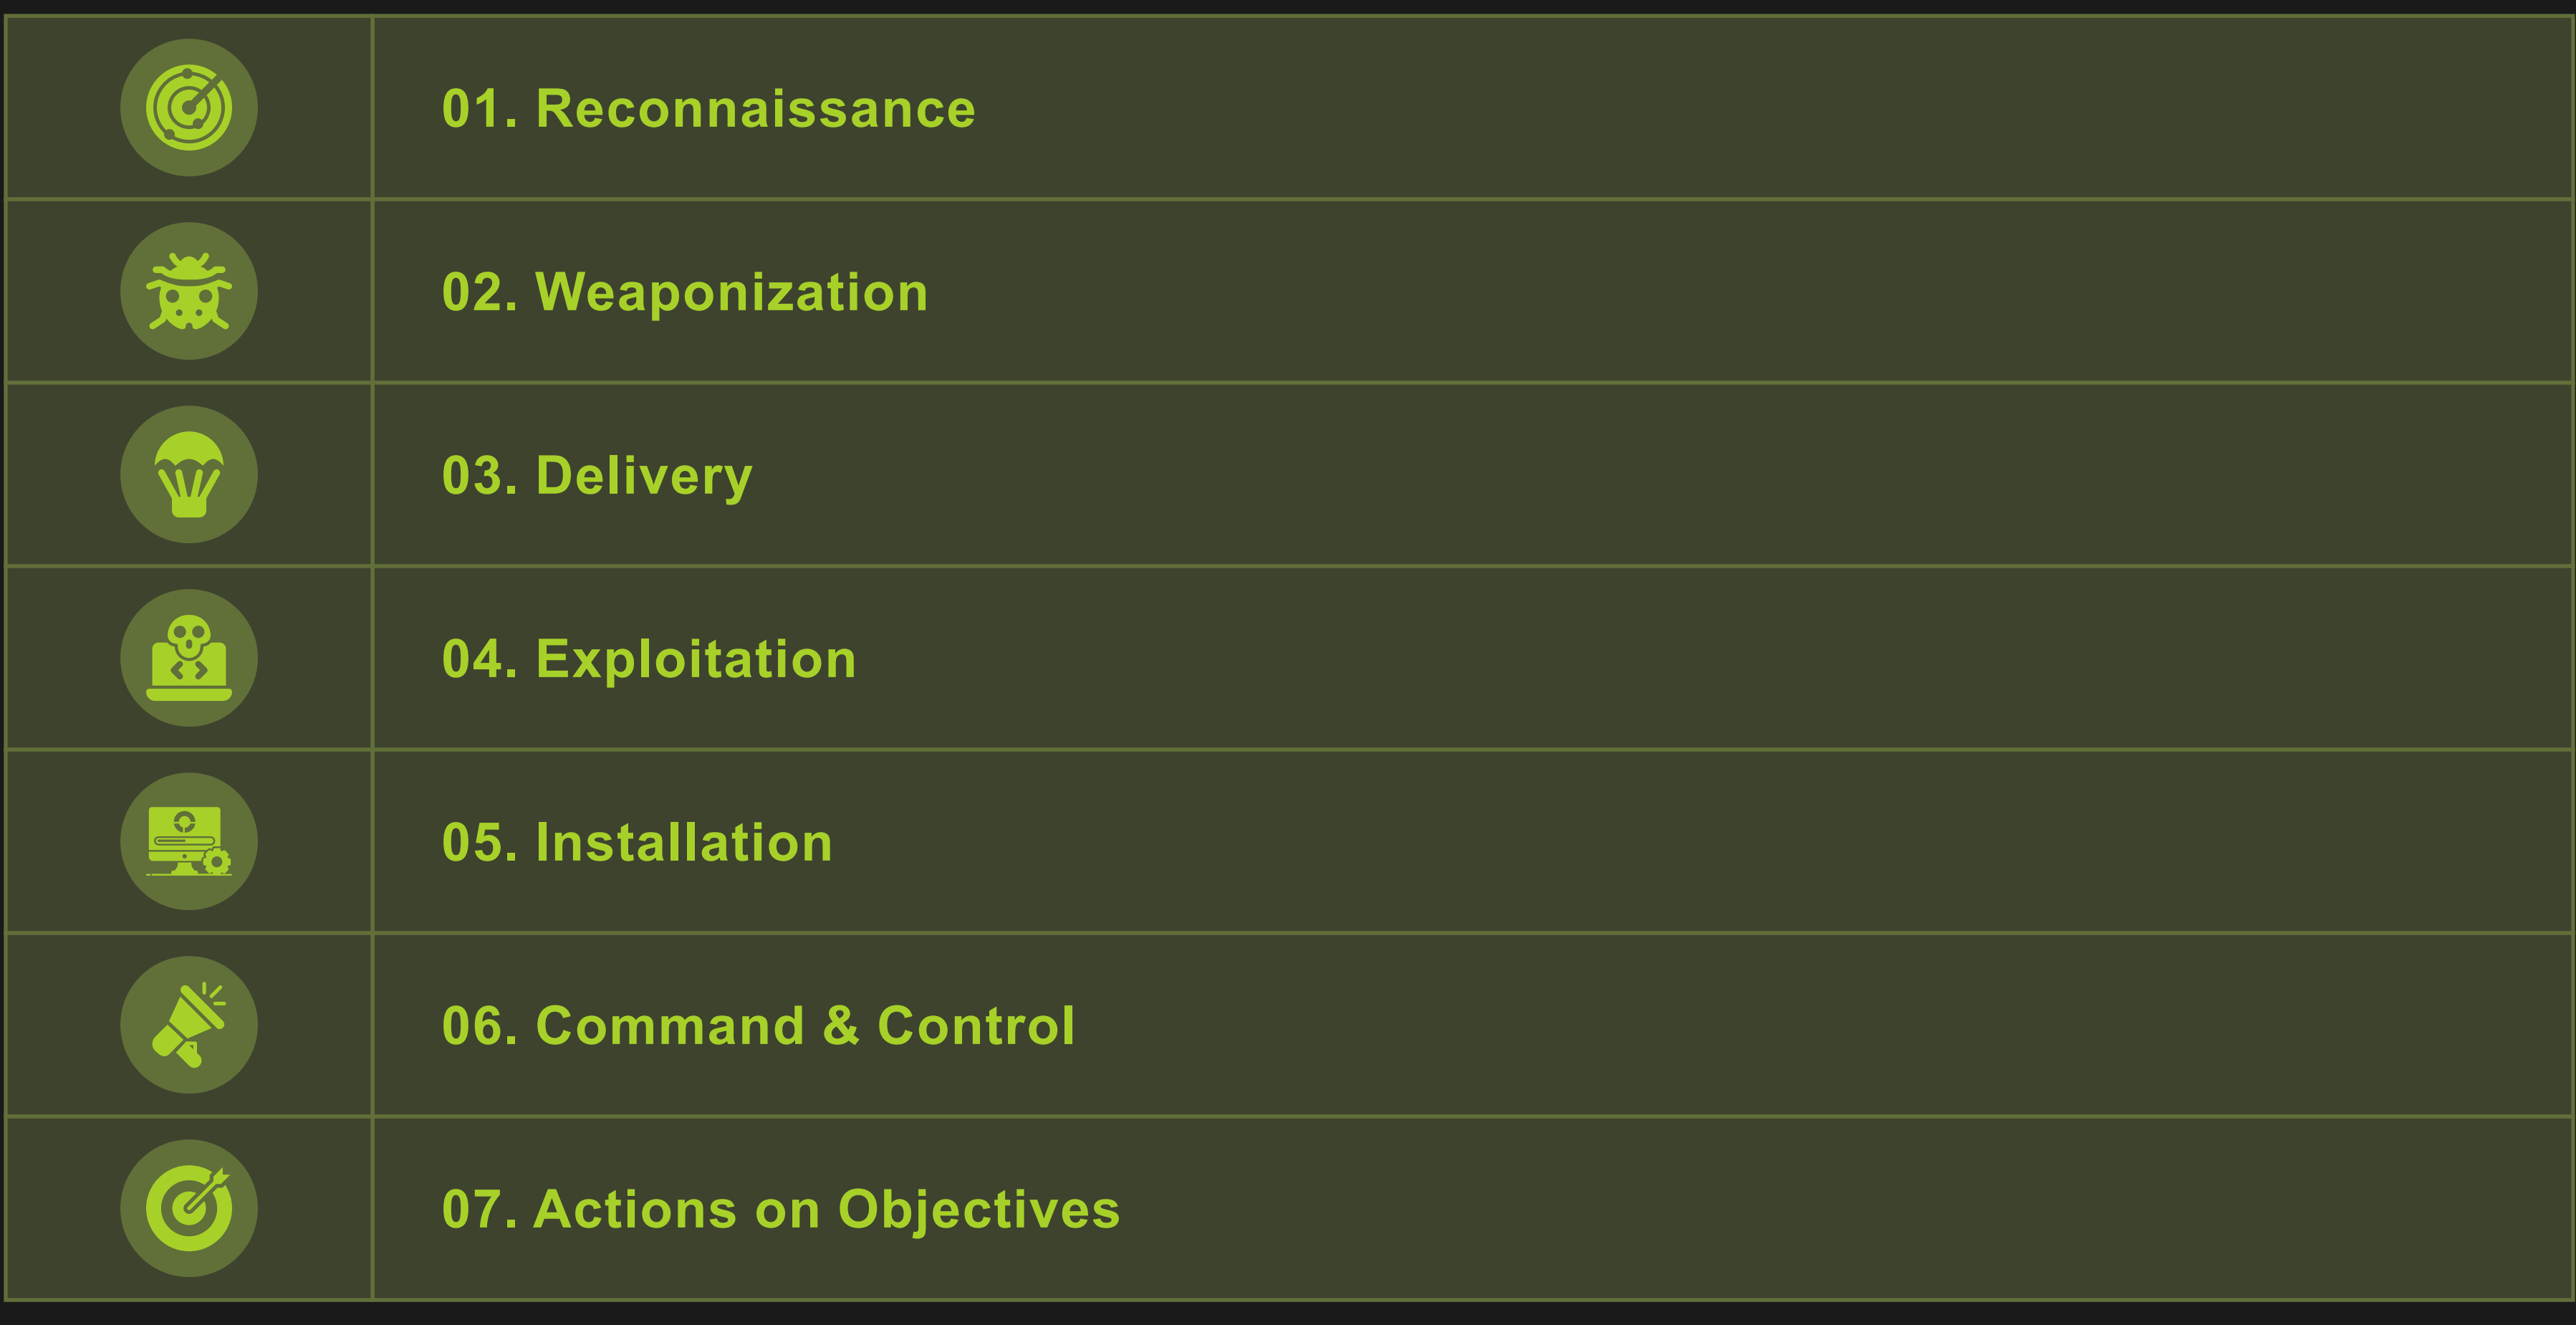 01. Reconnaissance
02. Weaponization
03. Delivery
04. Exploitation
05. Installation
06. Command & Control
07. Actions on Objectives